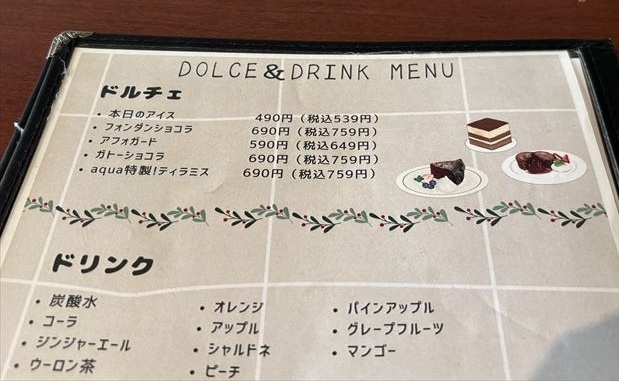 DOLCE&DRINK MENU
ドルチェ
・本日のアイス 490円（税込539円）
・フォンダンショコラ 690円（税込759円）
・アフォガード 590円（税込649円）
・ガトーショコラ 690円（税込759円）
・aqua特製!ティラミス 690円（税込759円）
ドリンク
・炭酸水 ・オレンジ ・パインアップル
・コーラ ・アップル ・グレープフルーツ
・ジンジャーエール ・シャルドネ ・マンゴー
・ウーロン茶 ・ピーチ